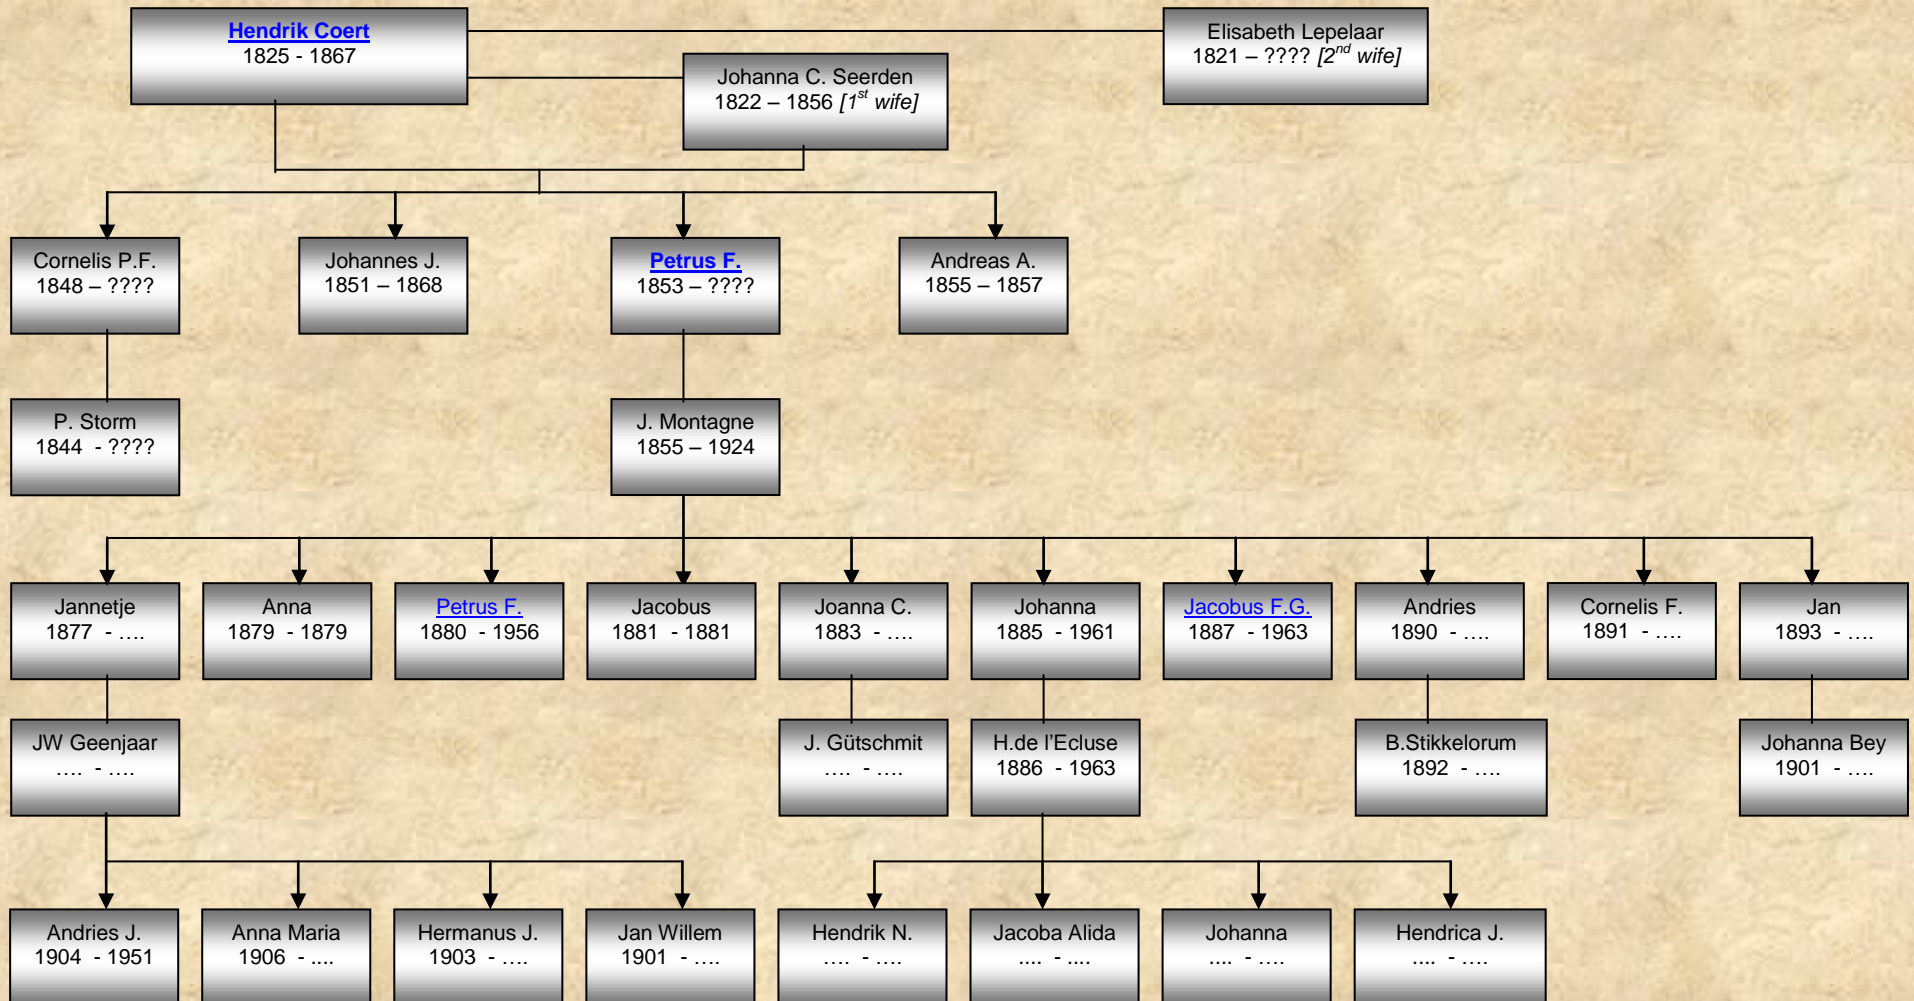 Hendrik Coert
1825 - 1867
Elisabeth Lepelaar
1821 – ???? [2nd wife]
Johanna C. Seerden
1822 – 1856 [1st wife]
Cornelis P.F.
1848 – ????
Johannes J.
1851 – 1868
Petrus F.
1853 – ????
Andreas A.
1855 – 1857
P. Storm
1844 - ????
J. Montagne
1855 – 1924
Jannetje
1877 - ….
Anna
1879 - 1879
Petrus F.
1880 - 1956
Jacobus
1881 - 1881
Joanna C.
1883 - ….
Johanna
1885 - 1961
Jacobus F.G.
1887 - 1963
Andries
1890 - ….
Cornelis F.
1891 - ….
Jan
1893 - ….
JW Geenjaar
…. - ….
J. Gütschmit
…. - ….
H.de l'Ecluse
1886 - 1963
B.Stikkelorum
1892 - ….
Johanna Bey
1901 - ….
Andries J.
1904 - 1951
Anna Maria
1906 - ....
Hermanus J.
1903 - ….
Jan Willem
1901 - ….
Hendrik N.
…. - ….
Jacoba Alida
.... - ....
Johanna
.... - ….
Hendrica J.
.... - ….